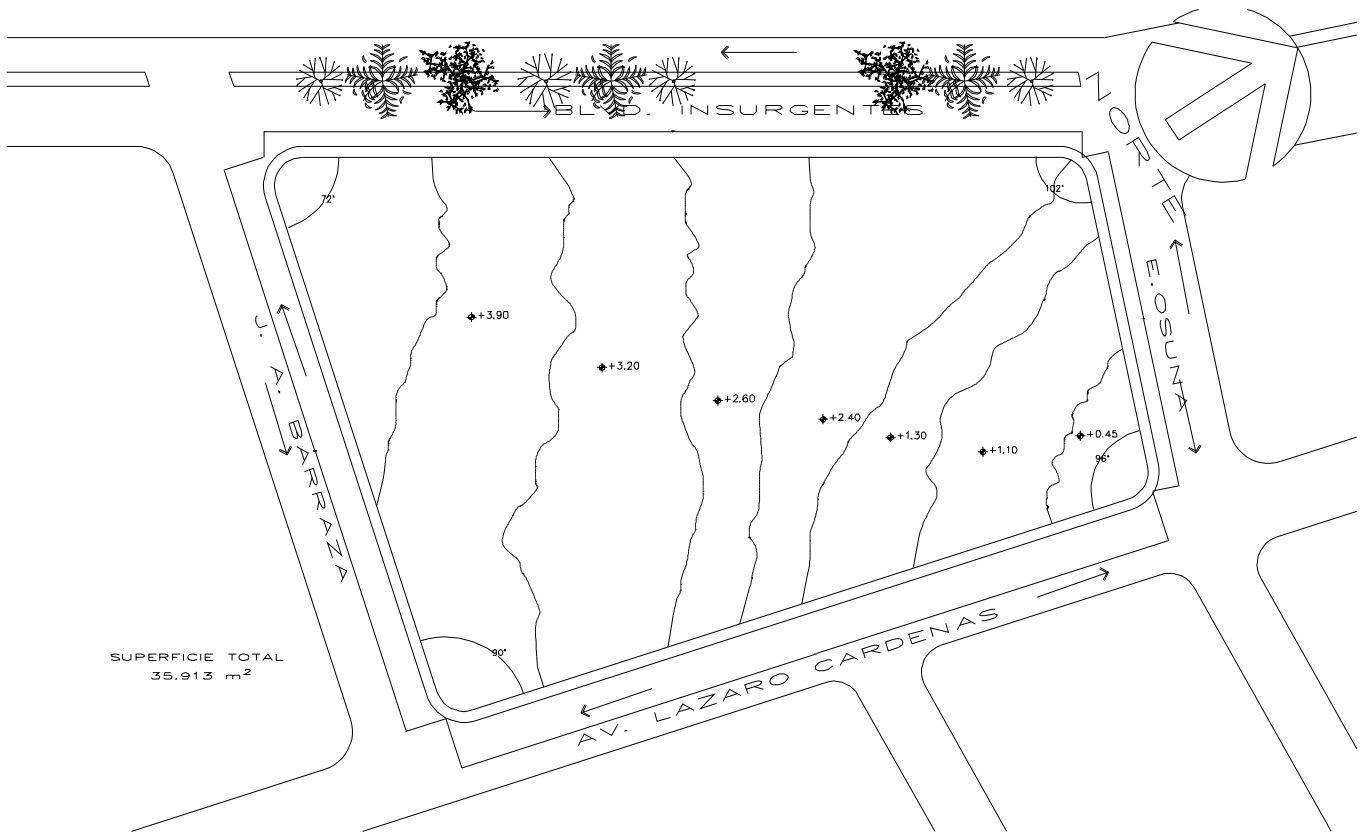 BLVD. INSURGENTES
NORTE
72°
102°
E. OSUNA
J. A. BARRAZA
+3.90
+3.20
+2.60
+2.40
+1.30
+1.10
+0.45
96°
90°
SUPERFICIE TOTAL
35.913 m²
AV. LAZARO CARDENAS